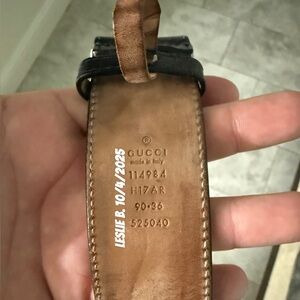 ®
GUCCI
made in Italy
114984
H17AR
90·36
525040
LESLIE B. 10/4/2025